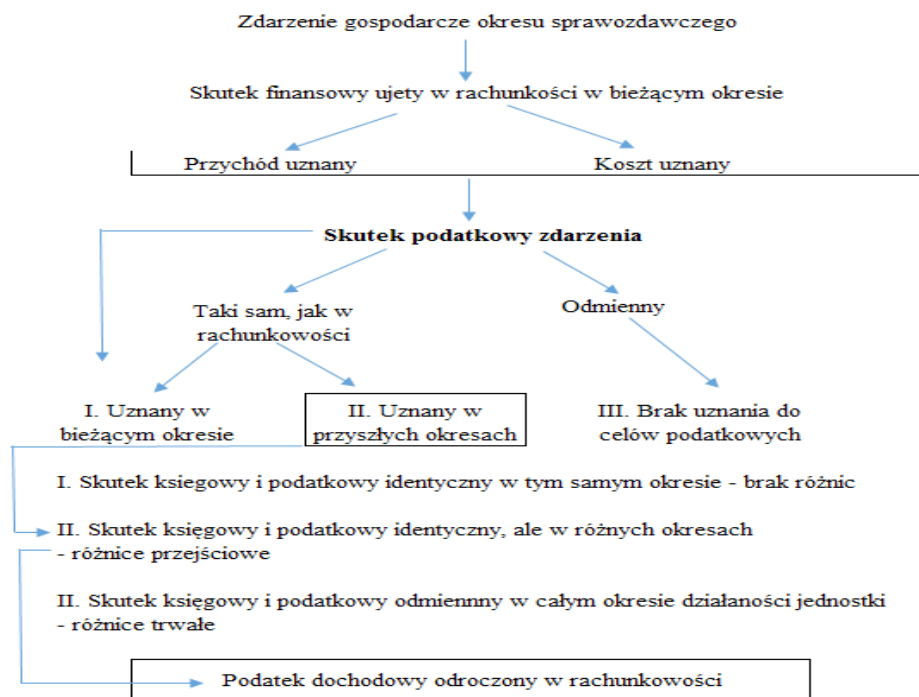 Zdarzenie gospodarcze okresu sprawozdawczego
Skutek finansowy ujety w rachunkości w bieżącym okresie
Przychód uznany
Koszt uznany
Skutek podatkowy zdarzenia
Taki sam, jak w
rachunkowości
Odmienny
I. Uznany w
bieżącym okresie
II. Uznany w
przyszłych okresach
III. Brak uznania do
celów podatkowych
I. Skutek ksiegowy i podatkowy identyczny w tym samym okresie - brak różnic
II. Skutek księgowy i podatkowy identyczny, ale w różnych okresach
- różnice przejściowe
II. Skutek księgowy i podatkowy odmiennny w całym okresie działaności jednostki
- różnice trwałe
Podatek dochodowy odroczony w rachunkowości